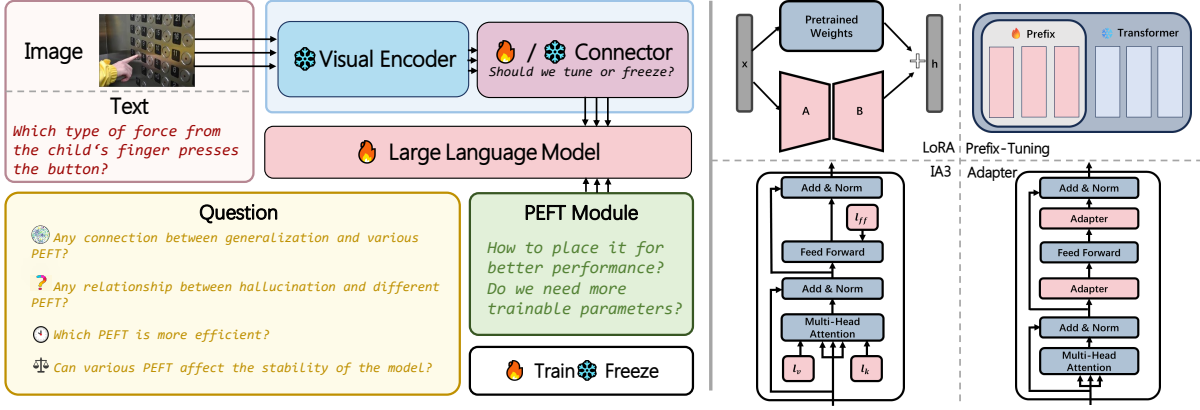 Image
Text
Which type of force from
the child's finger presses
the button?
Visual Encoder
/ Connector
Should we tune or freeze?
Large Language Model
Question
Any connection between generalization and various
PEFT?
Any relationship between hallucination and different
PEFT?
Which PEFT is more efficient?
Can various PEFT affect the stability of the model?
PEFT Module
How to place it for
better performance?
Do we need more
trainable parameters?
Train Freeze
Pretrained
Weights
x
A
B
h
LoRA
Prefix
Transformer
Prefix-Tuning
IA3
Add & Norm
l_ff
Feed Forward
Add & Norm
Multi-Head
Attention
l_v
l_k
Adapter
Add & Norm
Adapter
Feed Forward
Adapter
Add & Norm
Multi-Head
Attention